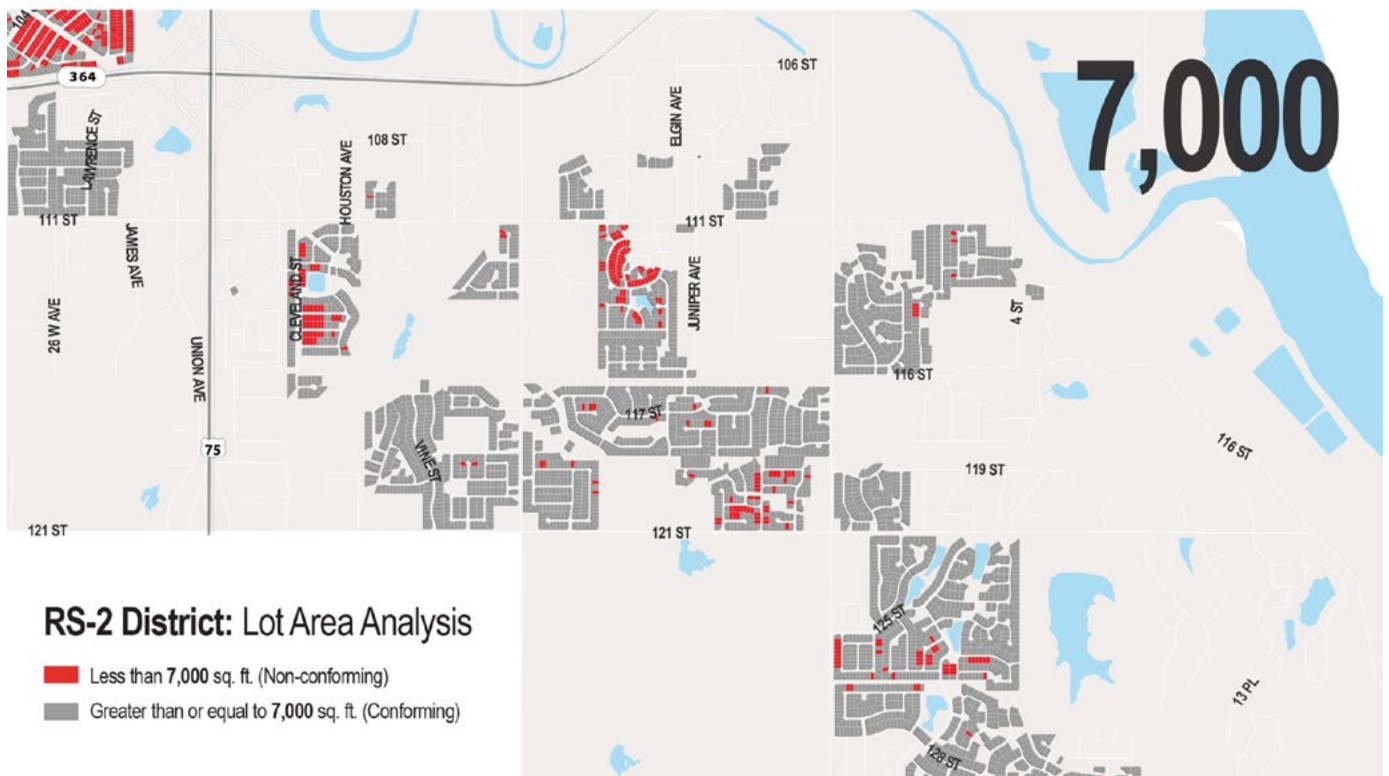 104
364
106 ST
7,000
LAWRENCE ST
108 ST
HOUSTON AVE
ELGIN AVE
111 ST
111 ST
JAMES AVE
26 W AVE
UNION AVE
CLEVELAND ST
JUNIPER AVE
4 ST
116 ST
117 ST
VINE ST
75
116 ST
119 ST
121 ST
121 ST
RS-2 District: Lot Area Analysis
Less than 7,000 sq. ft. (Non-conforming)
Greater than or equal to 7,000 sq. ft. (Conforming)
125 ST
13 PL
128 ST